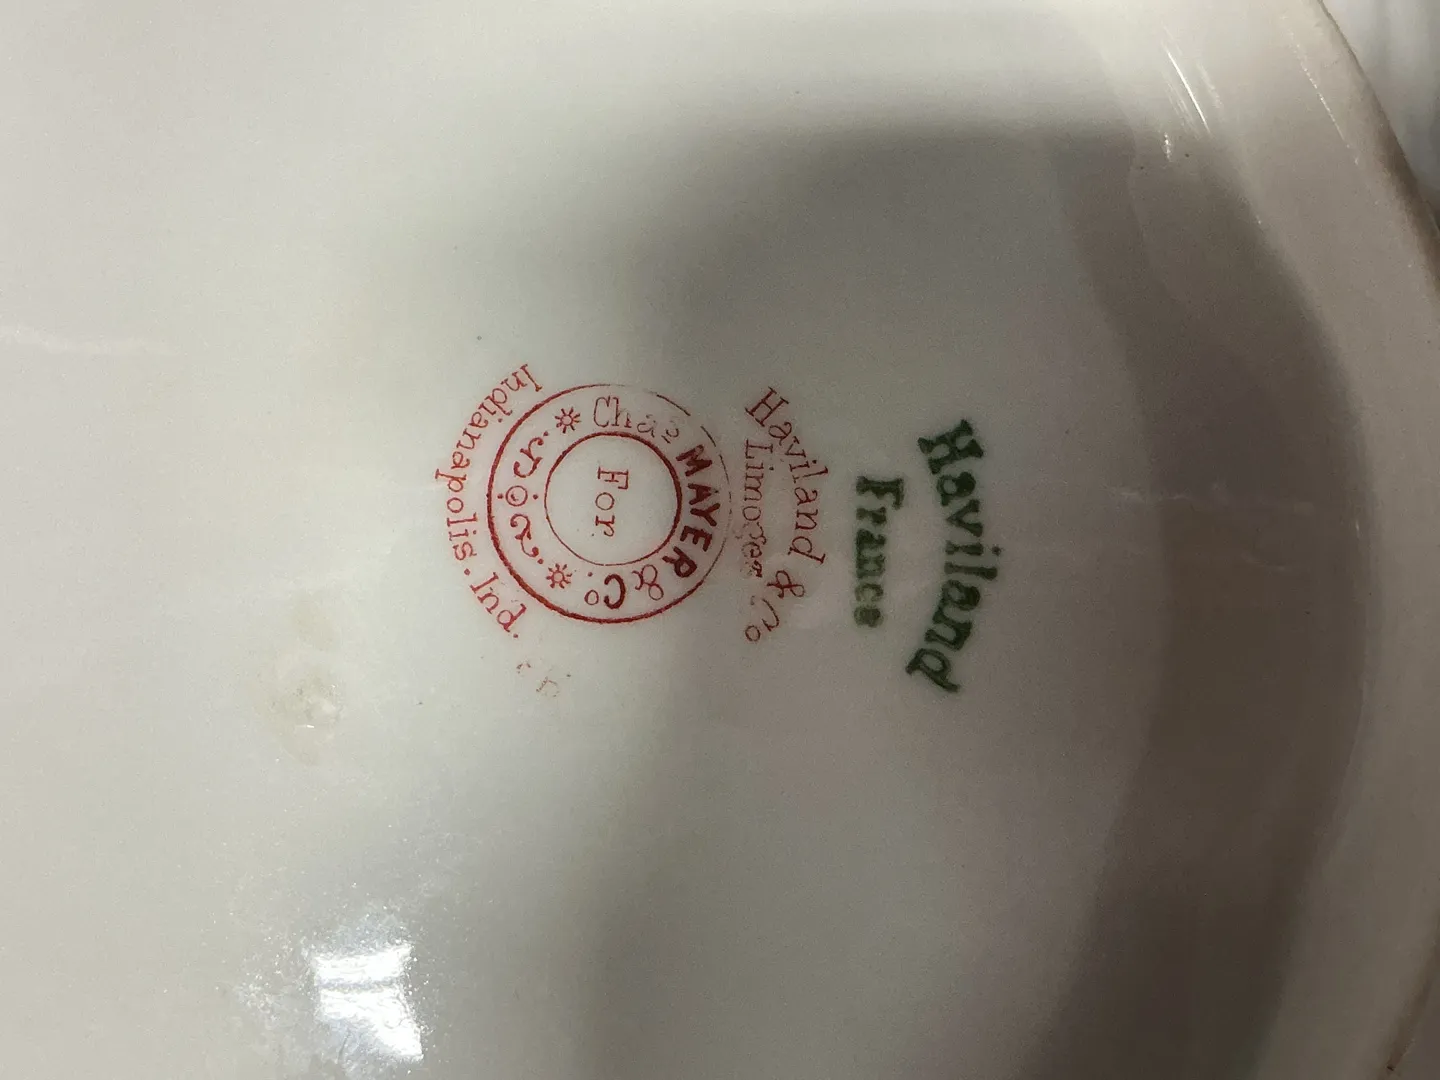 Haviland
France
Haviland & Co
Limoges
Chas MAYER & Co.
For
Indianapolis. Ind.